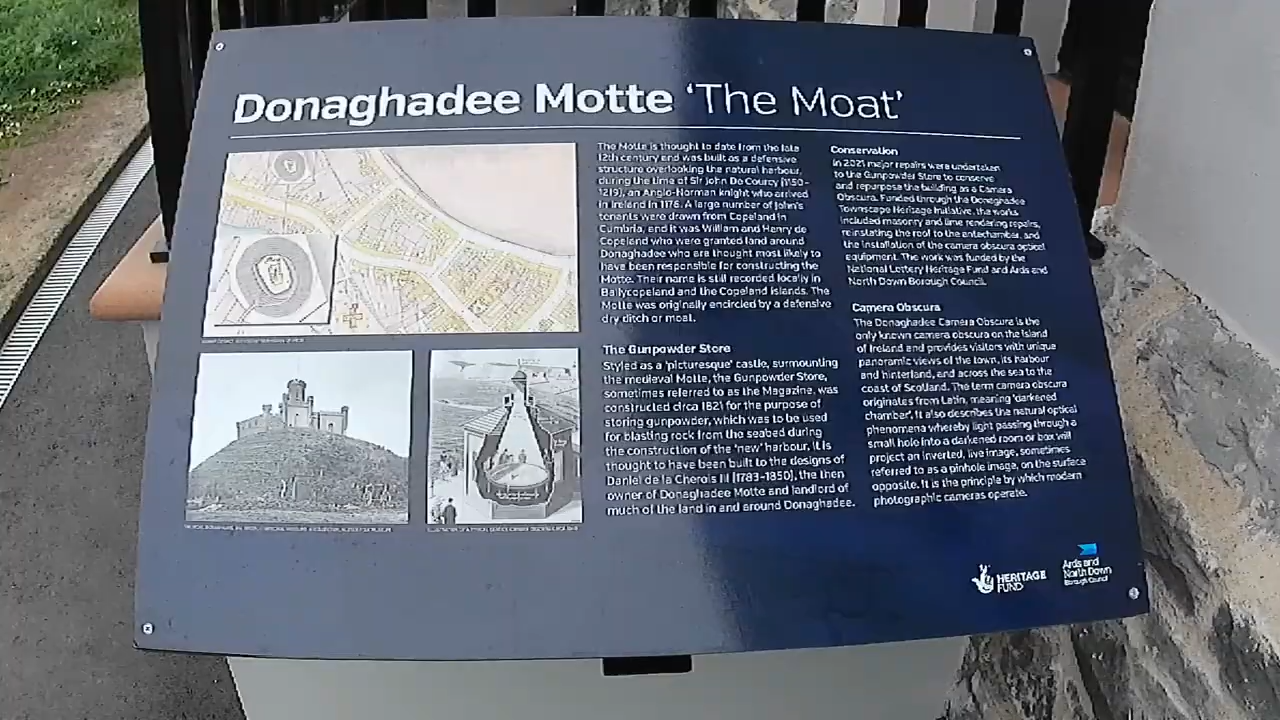 Donaghadee Motte 'The Moat'
The Motte is thought to date from the late
12th century and was built as a defensive
structure overlooking the natural harbour,
during the time of Sir John De Courcy (1150-
1219), an Anglo-Norman knight who arrived
in Ireland in 1176. A large number of John's
tenants were drawn from Copeland in
Cumbria, and it was William and Henry de
Copeland who were granted land around
Donaghadee who are thought most likely to
have been responsible for constructing the
Motte. Their name is still recorded locally in
Ballycopeland and the Copeland islands. The
Motte was originally encircled by a defensive
dry ditch or moat.
The Gunpowder Store
Styled as a 'picturesque' castle, surmounting
the medieval Motte, the Gunpowder Store,
sometimes referred to as the Magazine, was
constructed circa 1821 for the purpose of
storing gunpowder, which was to be used
for blasting rock from the seabed during
the construction of the 'new' harbour. It is
thought to have been built to the designs of
Daniel de la Cherois III (1783-1850), the then
owner of Donaghadee Motte and landlord of
much of the land in and around Donaghadee.
Conservation
In 2021 major repairs were undertaken
to the Gunpowder Store to conserve
and repurpose the building as a Camera
Obscura. Funded through the Donaghadee
Townscape Heritage Initiative, the works
included masonry and lime rendering repairs,
reinstating the roof to the antechamber, and
the installation of the camera obscura optical
equipment. The work was funded by the
National Lottery Heritage Fund and Ards and
North Down Borough Council.
Camera Obscura
The Donaghadee Camera Obscura is the
only known camera obscura on the island
of Ireland and provides visitors with unique
panoramic views of the town, its harbour
and hinterland, and across the sea to the
coast of Scotland. The term camera obscura
originates from Latin, meaning 'darkened
chamber'. It also describes the natural optical
phenomena whereby light passing through a
small hole into a darkened room or box will
project an inverted, live image, sometimes
referred to as a pinhole image, on the surface
opposite. It is the principle by which modern
photographic cameras operate.
HERITAGE
FUND
Ards and
North Down
Borough Council